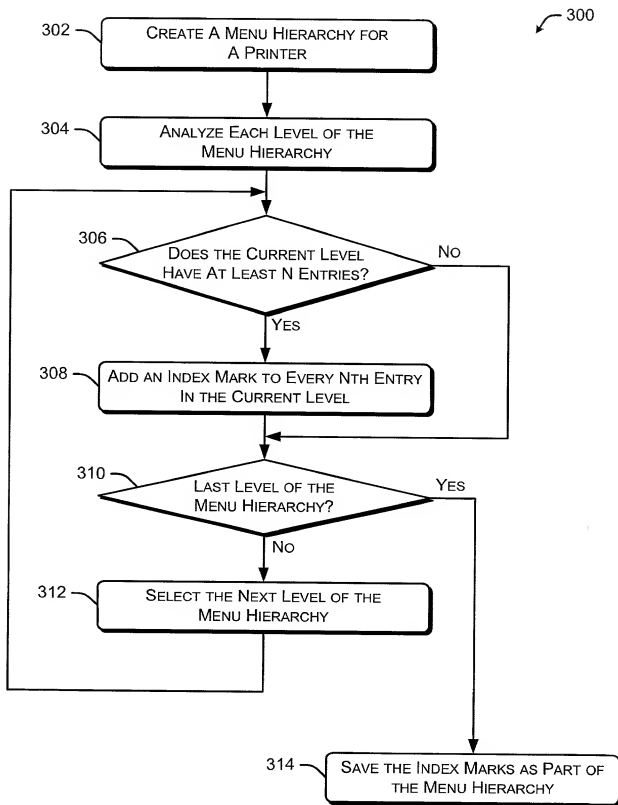 300
302
CREATE A MENU HIERARCHY FOR
A PRINTER
304
ANALYZE EACH LEVEL OF THE
MENU HIERARCHY
306
DOES THE CURRENT LEVEL
HAVE AT LEAST N ENTRIES?
NO
YES
308
ADD AN INDEX MARK TO EVERY NTH ENTRY
IN THE CURRENT LEVEL
310
LAST LEVEL OF THE
MENU HIERARCHY?
YES
NO
312
SELECT THE NEXT LEVEL OF THE
MENU HIERARCHY
314
SAVE THE INDEX MARKS AS PART OF
THE MENU HIERARCHY